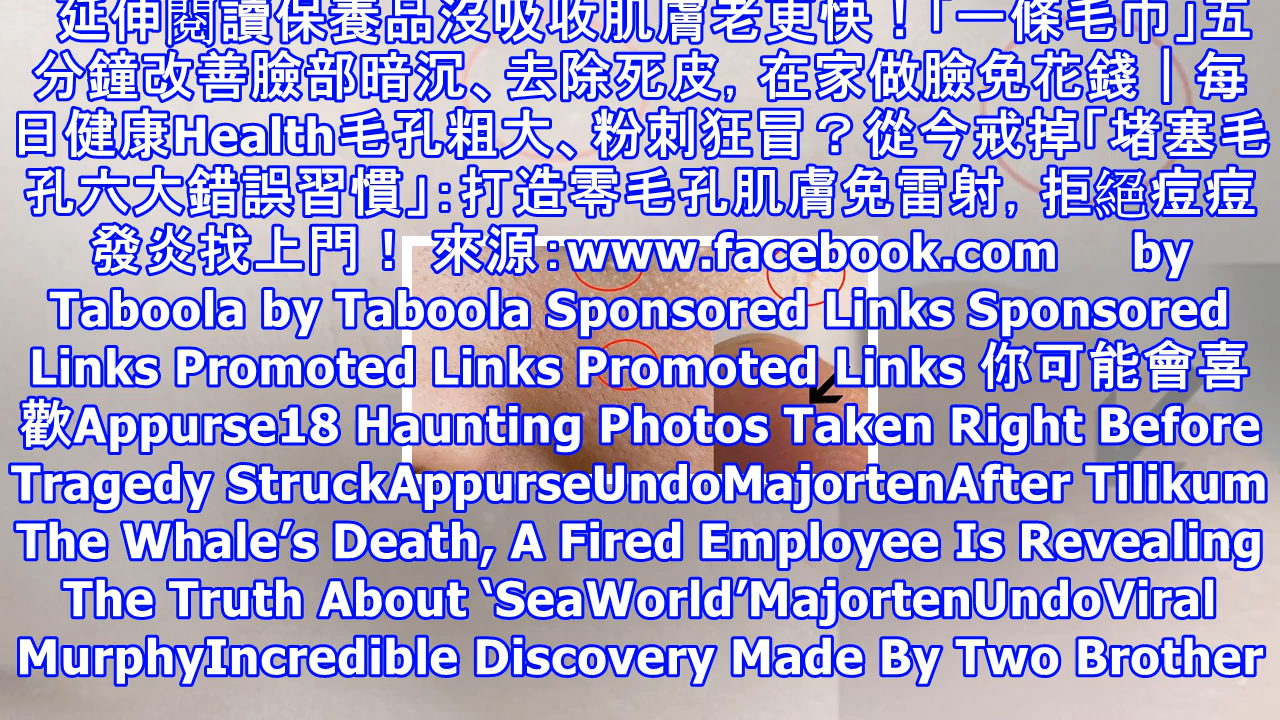 延伸閱讀保養品沒吸收肌膚老更快！「一條毛巾」五
分鐘改善臉部暗沉、去除死皮，在家做臉免花錢｜每
日健康Health毛孔粗大、粉刺狂冒？從今戒掉「堵塞毛
孔六大錯誤習慣」：打造零毛孔肌膚免雷射，拒絕痘痘
發炎找上門！ 來源：www.facebook.com by
Taboola by Taboola Sponsored Links Sponsored
Links Promoted Links Promoted Links 你可能會喜
歡Appurse18 Haunting Photos Taken Right Before
Tragedy StruckAppurseUndoMajortenAfter Tilikum
The Whale’s Death, A Fired Employee Is Revealing
The Truth About ‘SeaWorld’MajortenUndoViral
MurphyIncredible Discovery Made By Two Brother